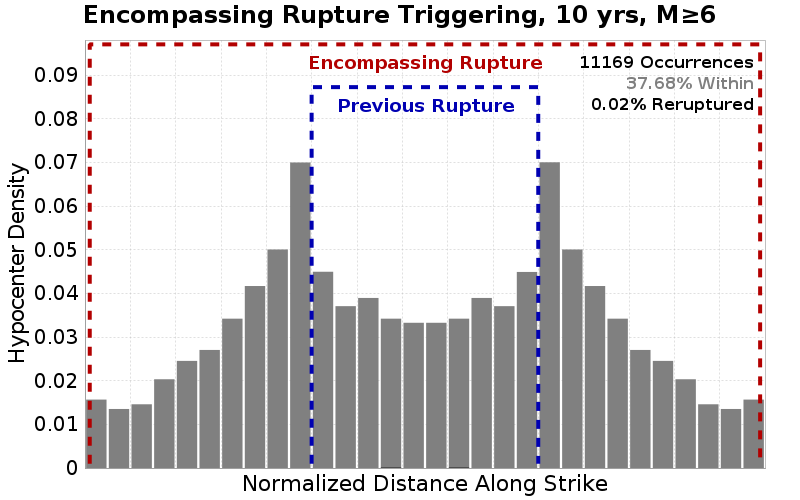 Encompassing Rupture Triggering, 10 yrs, M≥6
Encompassing Rupture
11169 Occurrences
37.68% Within
0.02% Reruptured
Previous Rupture
Hypocenter Density
0.09
0.08
0.07
0.06
0.05
0.04
0.03
0.02
0.01
0
Normalized Distance Along Strike